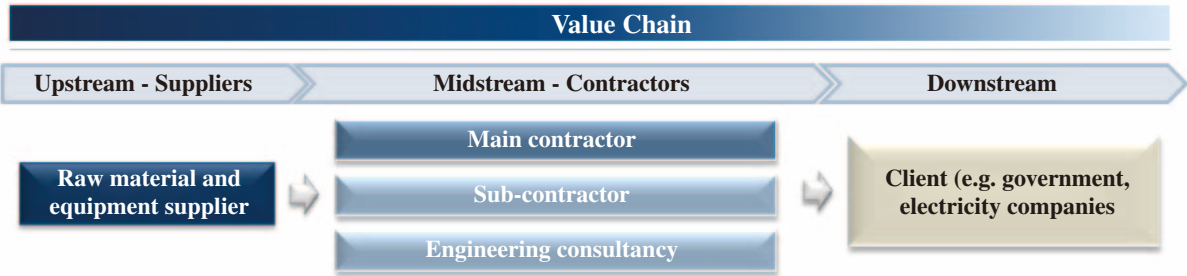 Value Chain
Upstream - Suppliers
Midstream - Contractors
Downstream
Raw material and
equipment supplier
Main contractor
Sub-contractor
Engineering consultancy
Client (e.g. government,
electricity companies